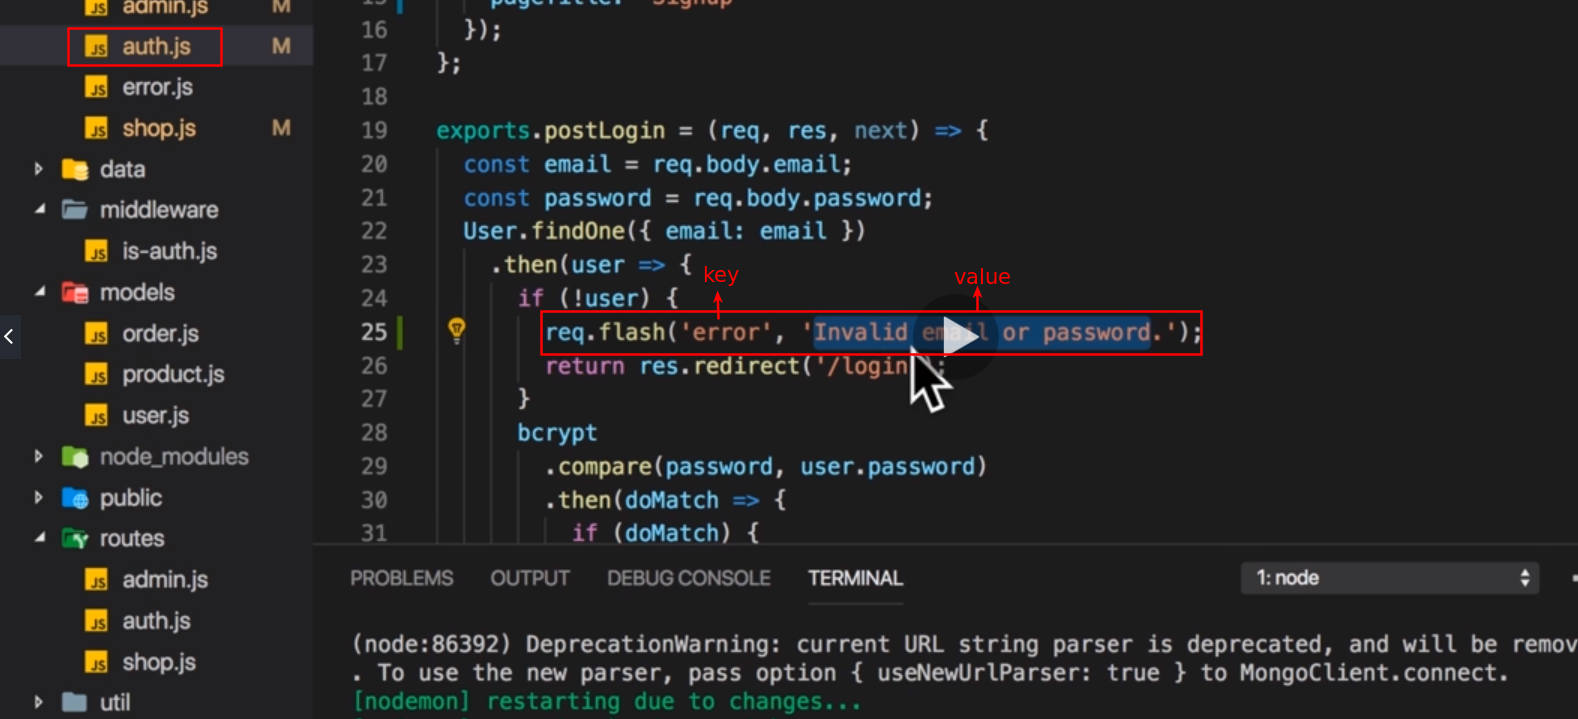 admin.js M
auth.js M
error.js
shop.js M
data
middleware
is-auth.js
models
order.js
product.js
user.js
node_modules
public
routes
admin.js
auth.js
shop.js
util
15 pageTitle: 'Signup'
16 });
17 };
18
19 exports.postLogin = (req, res, next) => {
20 const email = req.body.email;
21 const password = req.body.password;
22 User.findOne({ email: email })
23 .then(user => {
key value
24 if (!user) {
25 req.flash('error', 'Invalid email or password.');
26 return res.redirect('/login');
27 }
28 bcrypt
29 .compare(password, user.password)
30 .then(doMatch => {
31 if (doMatch) {
PROBLEMS OUTPUT DEBUG CONSOLE TERMINAL 1: node
(node:86392) DeprecationWarning: current URL string parser is deprecated, and will be remov
. To use the new parser, pass option { useNewUrlParser: true } to MongoClient.connect.
[nodemon] restarting due to changes...